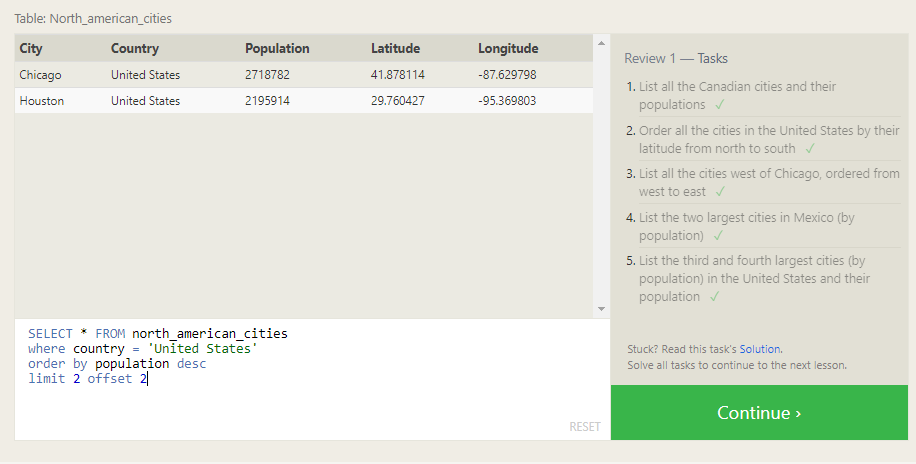 Table: North_american_cities
City Country Population Latitude Longitude
Chicago United States 2718782 41.878114 -87.629798
Houston United States 2195914 29.760427 -95.369803
SELECT * FROM north_american_cities
where country = 'United States'
order by population desc
limit 2 offset 2
RESET
Review 1 — Tasks
1. List all the Canadian cities and their
populations ✓
2. Order all the cities in the United States by their
latitude from north to south ✓
3. List all the cities west of Chicago, ordered from
west to east ✓
4. List the two largest cities in Mexico (by
population) ✓
5. List the third and fourth largest cities (by
population) in the United States and their
population ✓
Stuck? Read this task's Solution.
Solve all tasks to continue to the next lesson.
Continue ›